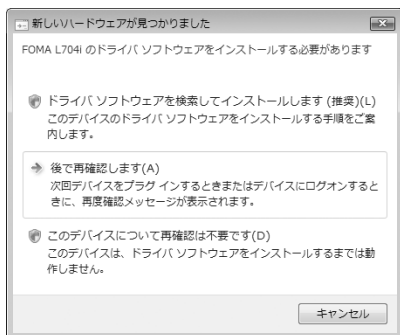 新しいハードウェアが見つかりました
FOMA L704i のドライバ ソフトウェアをインストールする必要があります
ドライバ ソフトウェアを検索してインストールします (推奨)(L)
このデバイスのドライバ ソフトウェアをインストールする手順をご案
内します。
後で再確認します(A)
次回デバイスをプラグ インするときまたはデバイスにログオンすると
きに、再度確認メッセージが表示されます。
このデバイスについて再確認は不要です(D)
このデバイスは、ドライバ ソフトウェアをインストールするまでは動
作しません。
キャンセル